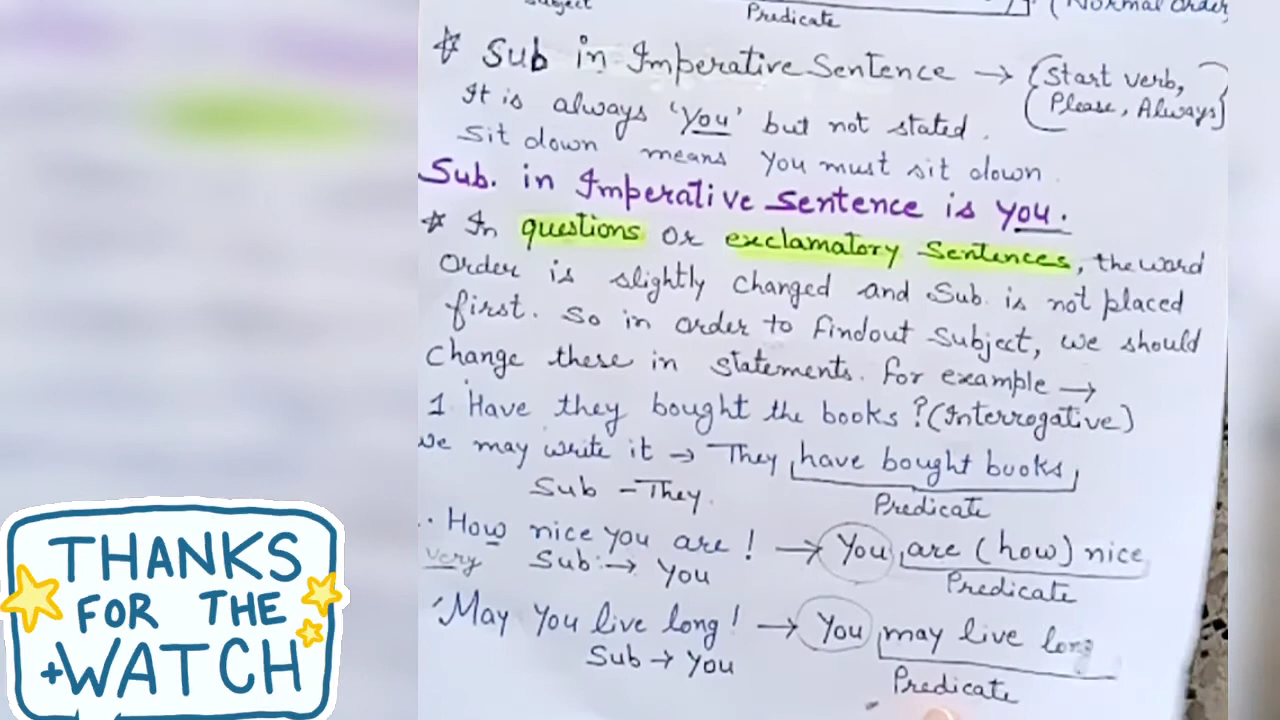 Subject
Predicate
(Normal Order
☆ Sub in Imperative Sentence → {Start verb,
Please, Always}
It is always 'you' but not stated.
Sit down means you must sit down.
Sub. in Imperative Sentence is you.
☆ In questions or exclamatory Sentences, the word
Order is slightly changed and Sub. is not placed
first. So in order to findout Subject, we should
Change these in statements. for example →
1. Have they bought the books? (Interrogative)
we may write it → They have bought books
Sub - They.
Predicate
How nice you are! → You are (how) nice
very
Sub: → you
Predicate
May you live long! → You may live long
Sub → you
Predicate
THANKS
FOR THE
WATCH